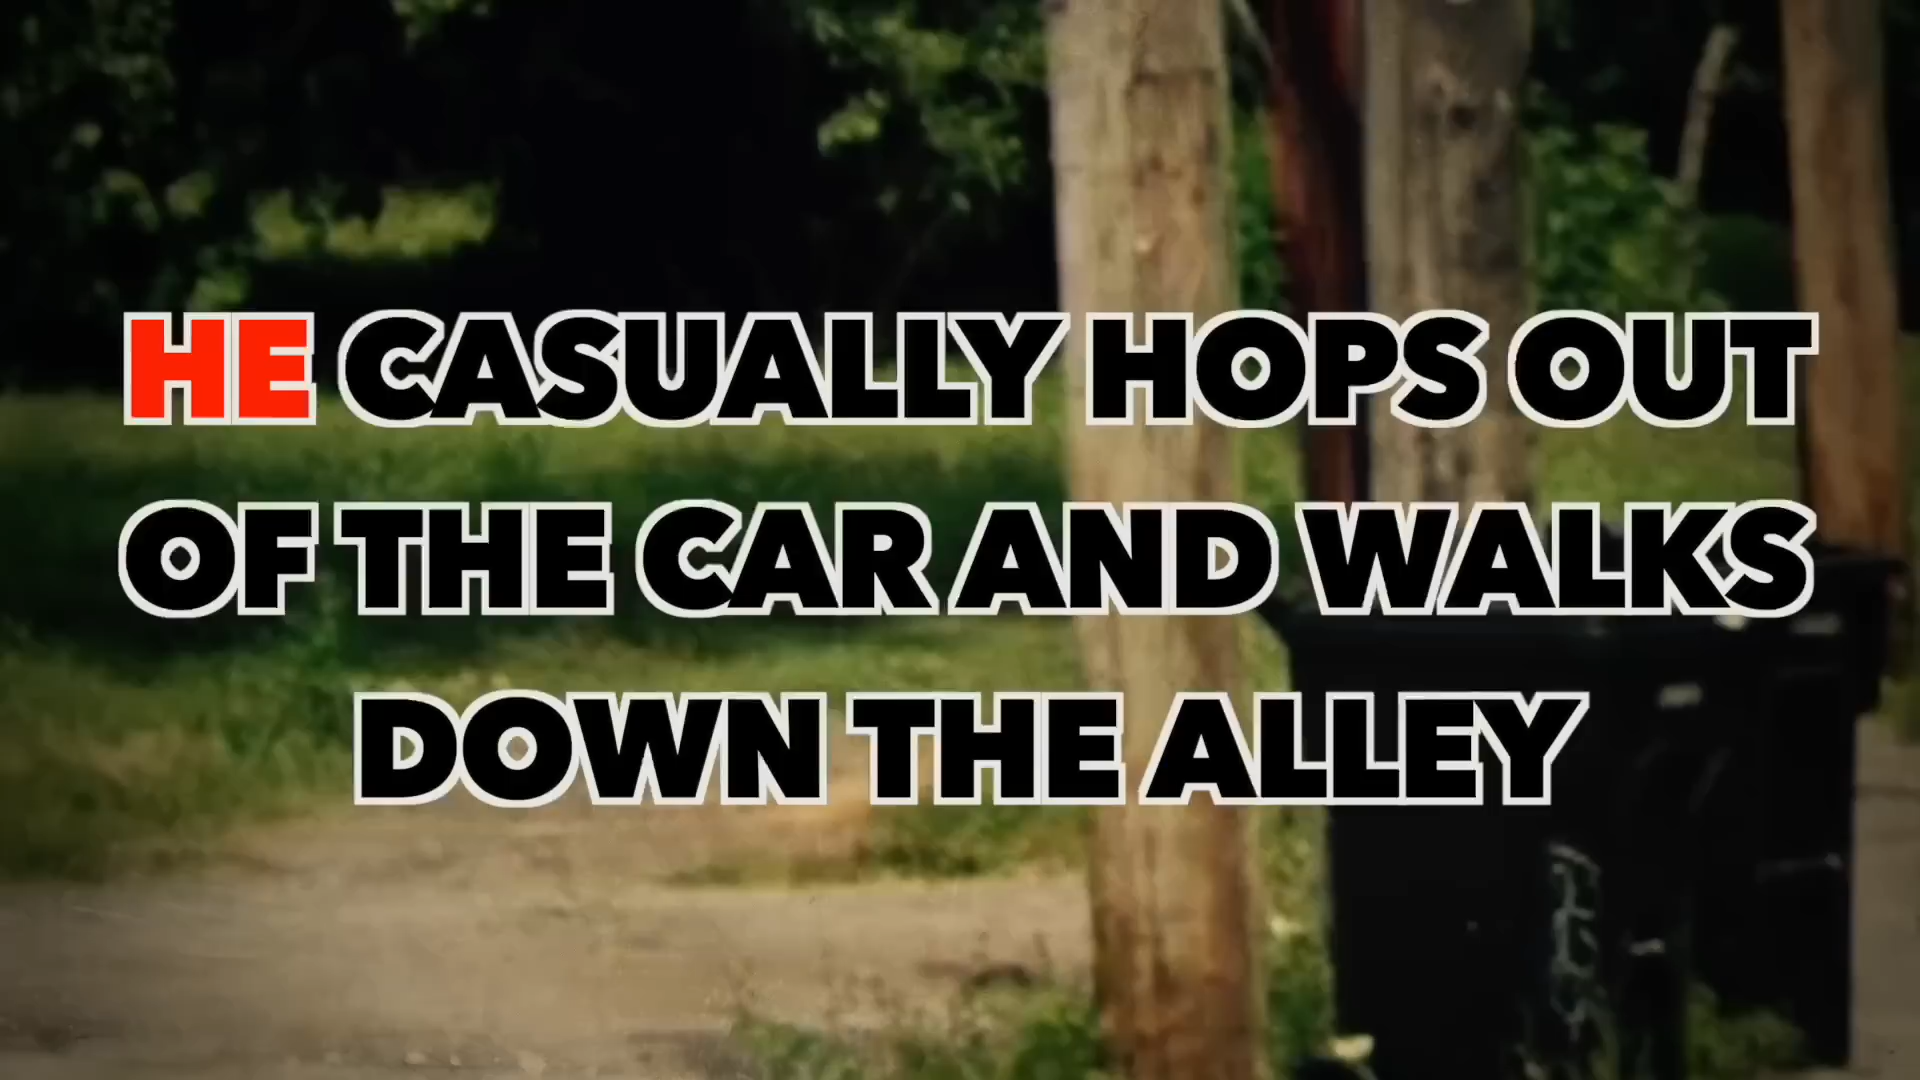 HE CASUALLY HOPS OUT
OF THE CAR AND WALKS
DOWN THE ALLEY